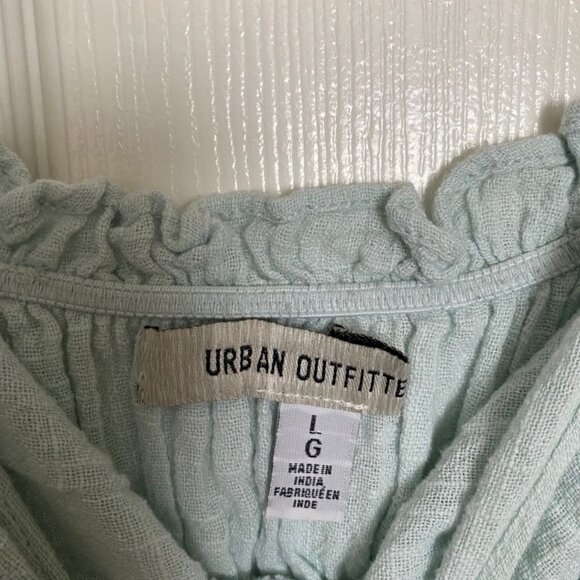 URBAN OUTFITTE
L
G
MADE IN
INDIA
FABRIQUÉ EN
INDE